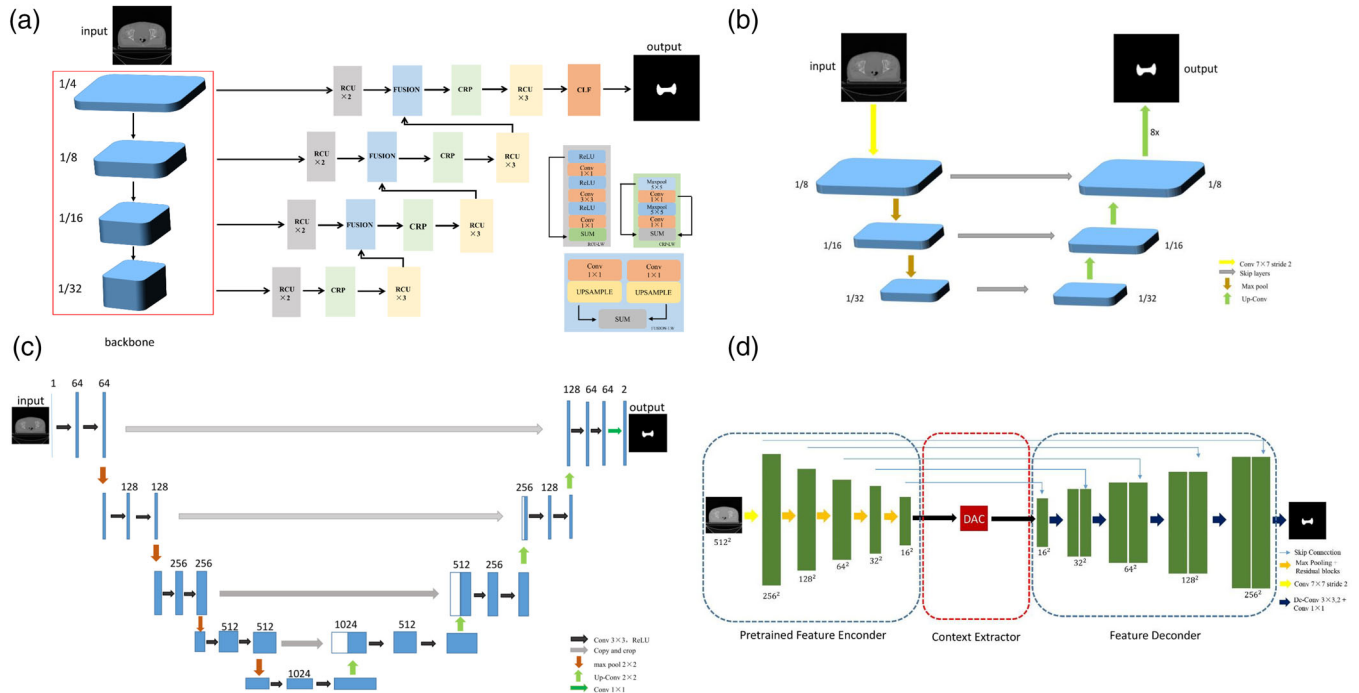 (a)
input
1/4
1/8
1/16
1/32
backbone
RCU
×2
FUSION
CRP
RCU
×3
CLF
output
RCU
×2
FUSION
CRP
RCU
×3
RCU
×2
FUSION
CRP
RCU
×3
RCU
×2
CRP
RCU
×3
ReLU
Conv
1×1
ReLU
Conv
3×3
ReLU
Conv
1×1
SUM
RCU-LW
Maxpool
5×5
Conv
1×1
Maxpool
5×5
Conv
1×1
SUM
CRP-LW
Conv
1×1
Conv
1×1
UPSAMPLE
UPSAMPLE
SUM
FUSION-LW
(b)
input
output
8x
1/8
1/8
1/16
1/16
1/32
1/32
Conv 7×7 stride 2
Skip layers
Max pool
Up-Conv
(c)
input
1
64
64
128
64
64
2
output
128
128
256
128
256
256
512
256
512
512
1024
512
1024
Conv 3×3, ReLU
Copy and crop
max pool 2×2
Up-Conv 2×2
Conv 1×1
(d)
512²
256²
128²
64²
32²
16²
DAC
16²
32²
64²
128²
256²
Pretrained Feature Enconder
Context Extractor
Feature Deconder
Skip Connection
Max Pooling –
Residual blocks
Conv 7×7 stride 2
De-Conv 3×3,2 +
Conv 1×1